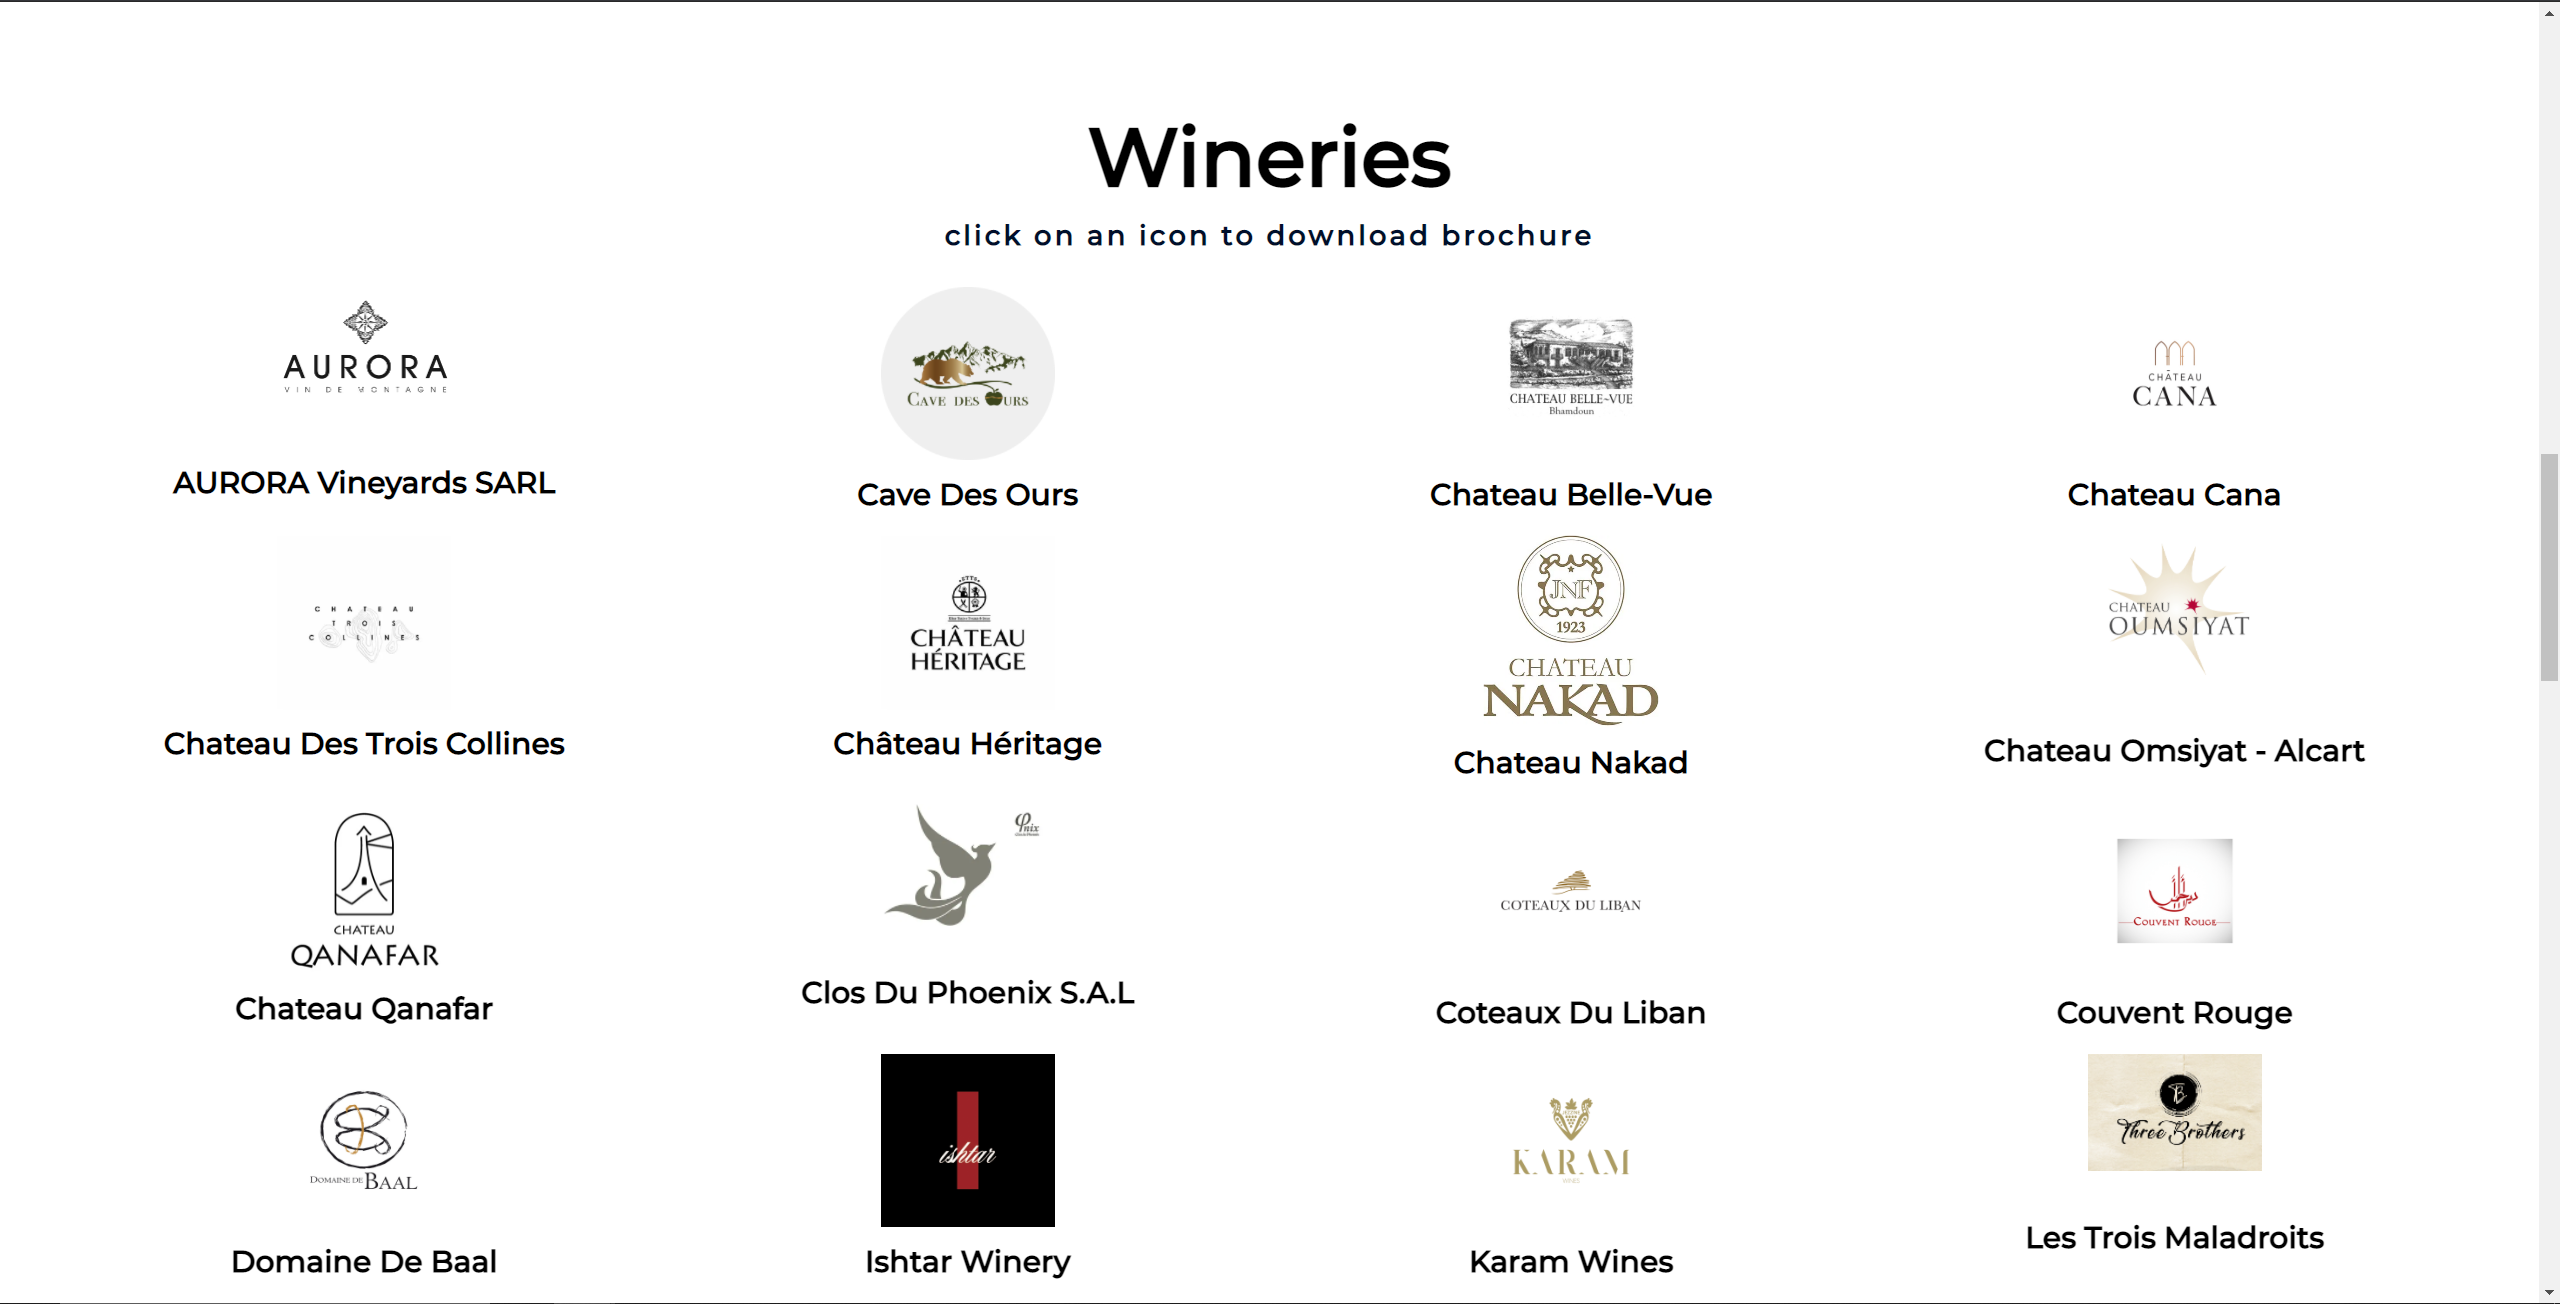 Wineries
click on an icon to download brochure
AURORA
VIN DE MONTAGNE
AURORA Vineyards SARL
CAVE DES OURS
Cave Des Ours
CHATEAU BELLE~VUE
Bhamdoun
Chateau Belle-Vue
CHÂTEAU
CANA
Chateau Cana
CHATEAU
TROIS
COLLINES
Chateau Des Trois Collines
CHÂTEAU
HÉRITAGE
Château Héritage
JNF
1923
CHATEAU
NAKAD
Chateau Nakad
CHATEAU
OUMSIYAT
Chateau Omsiyat - Alcart
CHATEAU
QANAFAR
Chateau Qanafar
Clos Du Phoenix S.A.L
COTEAUX DU LIBAN
Coteaux Du Liban
COUVENT ROUGE
Couvent Rouge
DOMAINE DE BAAL
Domaine De Baal
ishtar
Ishtar Winery
KARAM
WINES
Karam Wines
TB
Three Brothers
Les Trois Maladroits